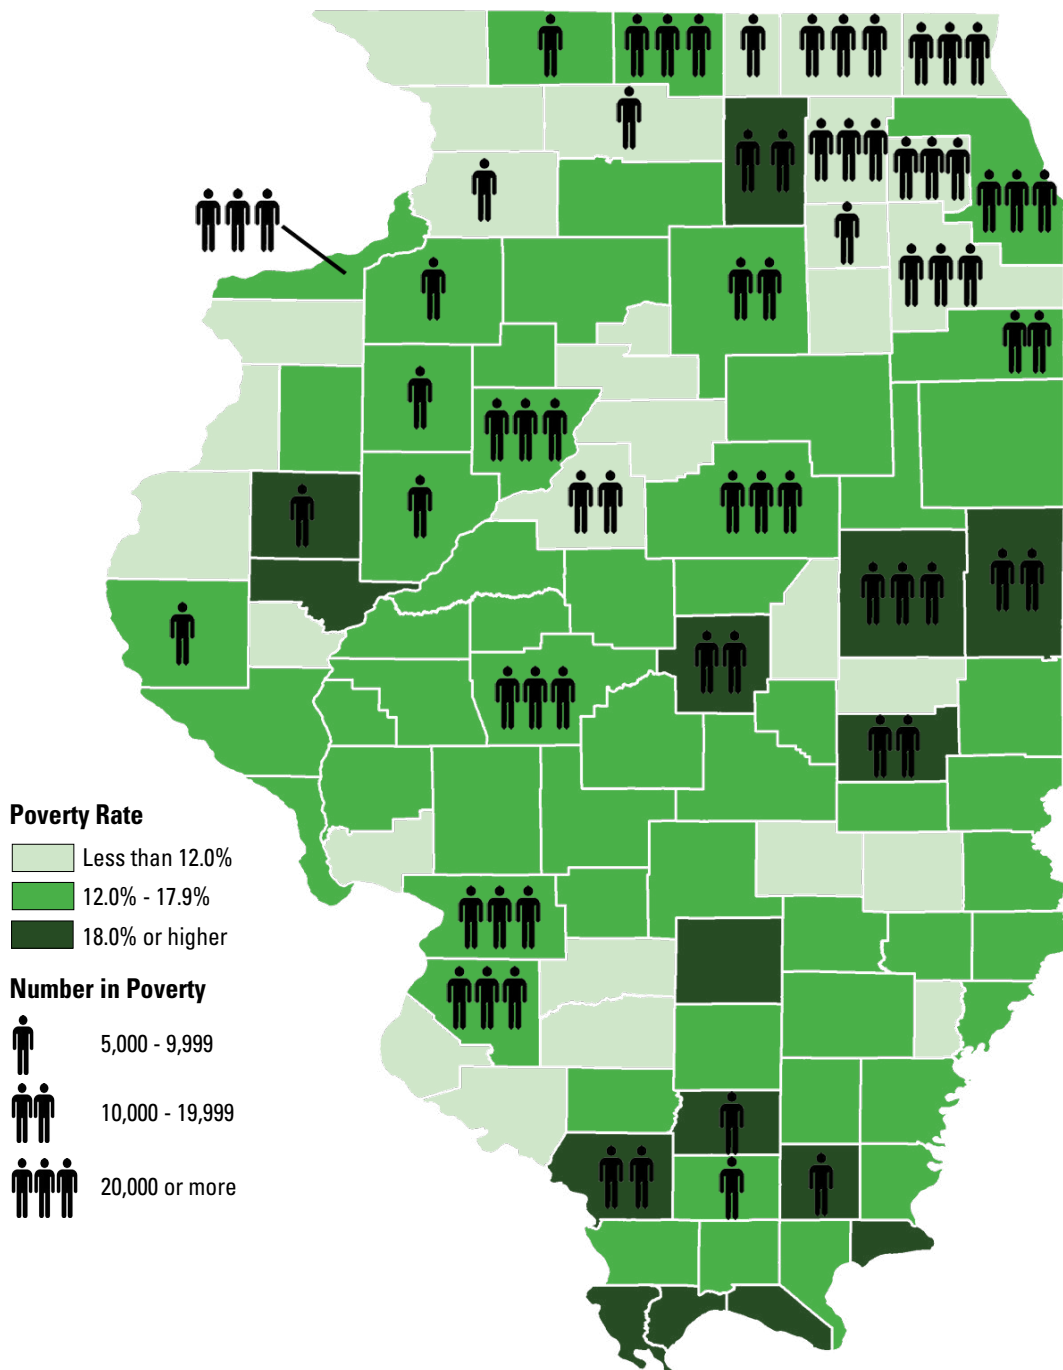 Poverty Rate
Less than 12.0%
12.0% - 17.9%
18.0% or higher
Number in Poverty
5,000 - 9,999
10,000 - 19,999
20,000 or more